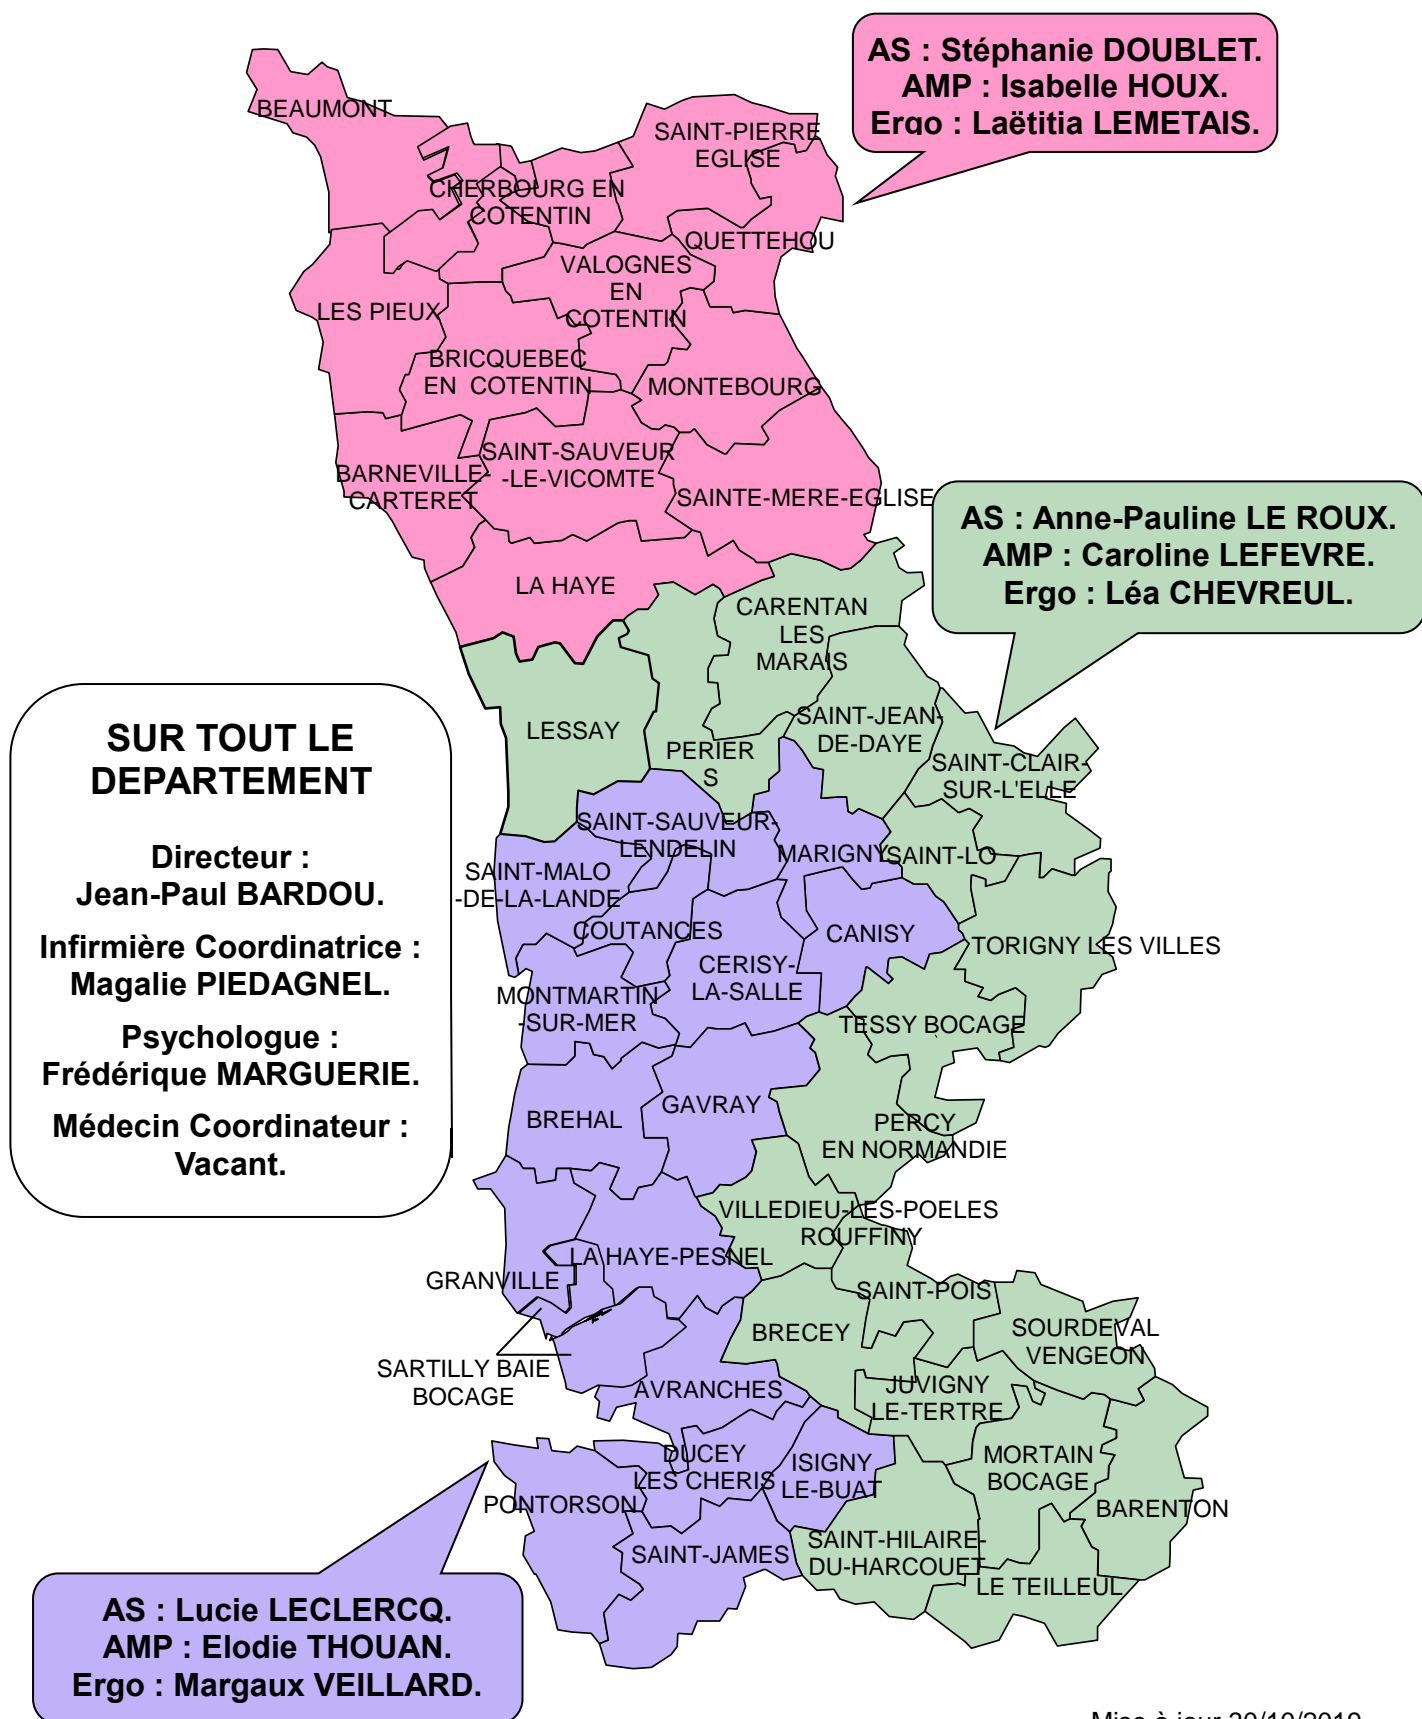 AS : Stéphanie DOUBLET.
AMP : Isabelle HOUX.
Ergo : Laëtitia LEMETAIS.
BEAUMONT
SAINT-PIERRE
EGLISE
CHERBOURG EN
COTENTIN
QUETTEHOU
VALOGNES
EN
COTENTIN
LES PIEUX
BRICQUEBEC
EN COTENTIN
MONTEBOURG
SAINT-SAUVEUR
-LE-VICOMTE
BARNEVILLE-
CARTERET
SAINTE-MERE-EGLISE
AS : Anne-Pauline LE ROUX.
AMP : Caroline LEFEVRE.
Ergo : Léa CHEVREUL.
LA HAYE
CARENTAN
LES
MARAIS
LESSAY
PERIER
S
SAINT-JEAN-
DE-DAYE
SAINT-CLAIR-
SUR-L'ELLE
SUR TOUT LE
DEPARTEMENT
Directeur :
Jean-Paul BARDOU.
Infirmière Coordinatrice :
Magalie PIEDAGNEL.
Psychologue :
Frédérique MARGUERIE.
Médecin Coordinateur :
Vacant.
SAINT-SAUVEUR-
LENDELIN
MARIGNY
SAINT-LO
SAINT-MALO
-DE-LA-LANDE
COUTANCES
CANISY
TORIGNY LES VILLES
CERISY-
LA-SALLE
MONTMARTIN
-SUR-MER
TESSY BOCAGE
BREHAL
GAVRAY
PERCY
EN NORMANDIE
VILLEDIEU-LES-POELES
ROUFFINY
LA HAYE-PESNEL
GRANVILLE
SAINT-POIS
BRECEY
SOURDEVAL
VENGEON
SARTILLY BAIE
BOCAGE
AVRANCHES
JUVIGNY
LE-TERTRE
DUCEY
LES CHERIS
ISIGNY
LE-BUAT
MORTAIN
BOCAGE
PONTORSON
BARENTON
SAINT-JAMES
SAINT-HILAIRE-
DU-HARCOUET
LE TEILLEUL
AS : Lucie LECLERCQ.
AMP : Elodie THOUAN.
Ergo : Margaux VEILLARD.
Mise à jour 30/10/2019